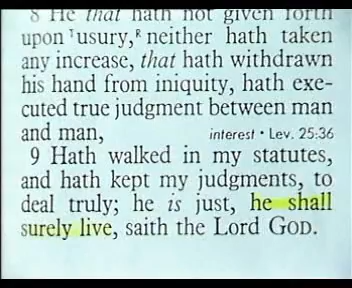 8 He that hath not given forth
upon ᵀusury,ᴿ neither hath taken
any increase, that hath withdrawn
his hand from iniquity, hath exe-
cuted true judgment between man
and man, interest • Lev. 25:36
9 Hath walked in my statutes,
and hath kept my judgments, to
deal truly; he is just, he shall
surely live, saith the Lord GOD.